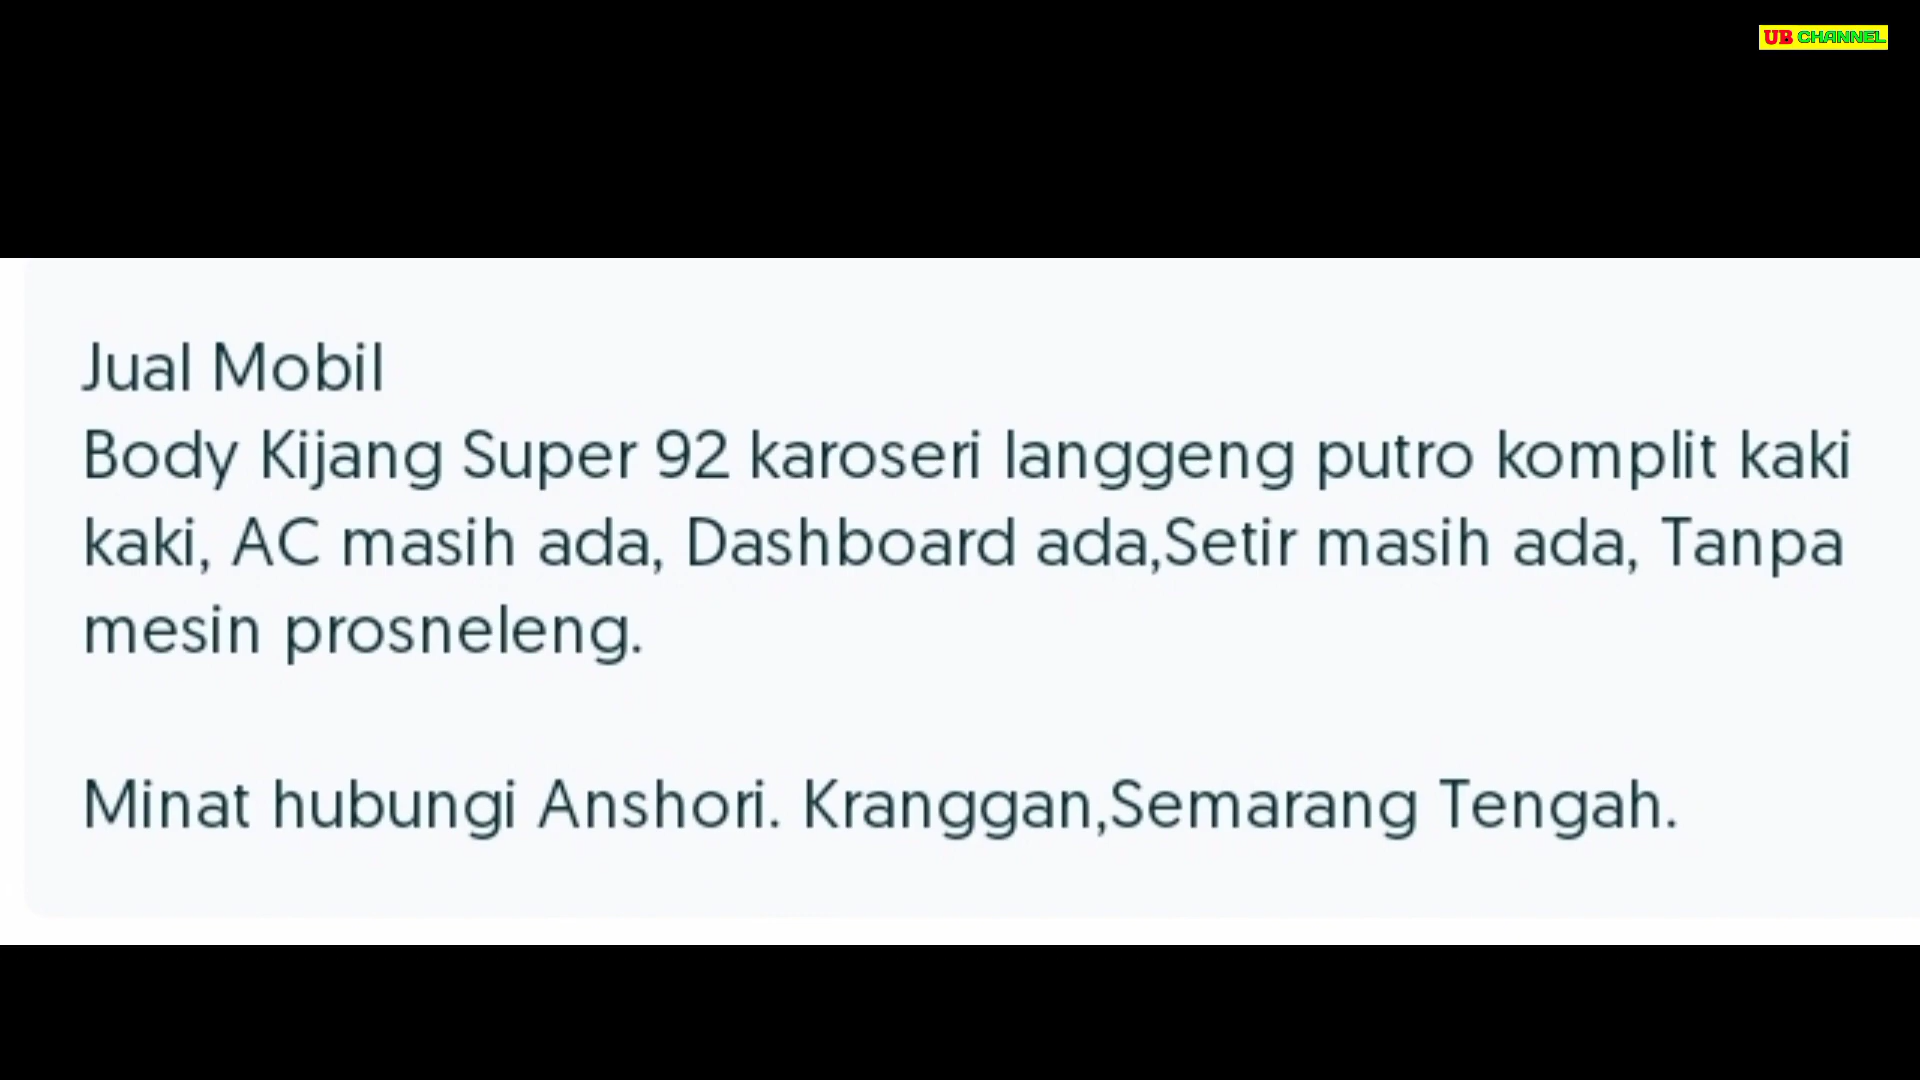 UB CHANNEL
Jual Mobil
Body Kijang Super 92 karoseri langgeng putro komplit kaki
kaki, AC masih ada, Dashboard ada,Setir masih ada, Tanpa
mesin prosneleng.
Minat hubungi Anshori. Kranggan,Semarang Tengah.